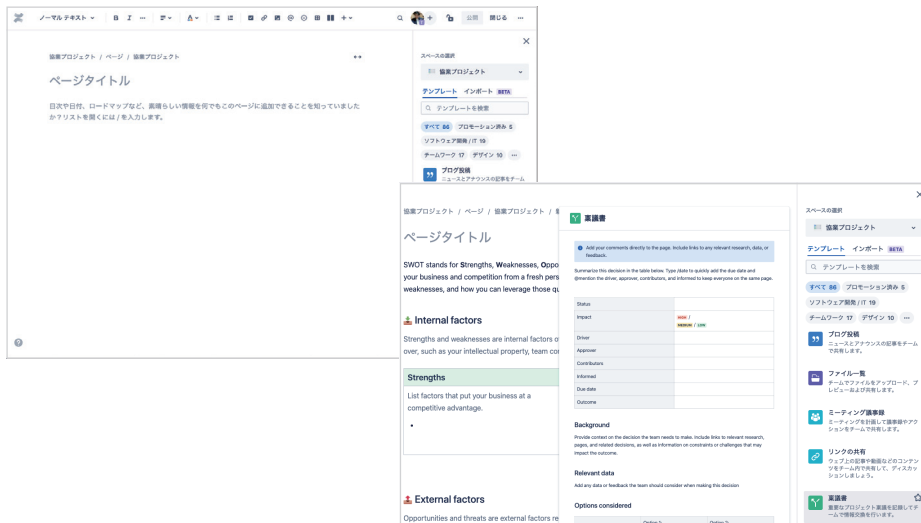 ノーマル テキスト
B I
公開 閉じる
協業プロジェクト / ページ / 協業プロジェクト
ページタイトル
目次や日付、ロードマップなど、素晴らしい情報を何でもこのページに追加できることを知っていました
か？リストを開くには / を入力します。
スペースの選択
協業プロジェクト
テンプレート インポート BETA
テンプレートを検索
すべて 86 プロモーション済み 5
ソフトウェア開発 / IT 19
チームワーク 17 デザイン 10 ...
ブログ投稿
ニュースとアナウンスの記事をチーム
協業プロジェクト / ページ / 協業プロジェクト /
ページタイトル
SWOT stands for Strengths, Weaknesses, Oppo
your business and competition from a fresh pers
weaknesses, and how you can leverage those qu
Internal factors
Strengths and weaknesses are internal factors o
over, such as your intellectual property, team co
Strengths
List factors that put your business at a
competitive advantage.
•
External factors
Opportunities and threats are external factors re
稟議書
Add your comments directly to the page. Include links to any relevant research, data, or
feedback.
Summarize this decision in the table below. Type /date to quickly add the due date and
@mention the driver, approver, contributors, and informed to keep everyone on the same page.
Status
Impact HIGH /
MEDIUM / LOW
Driver
Approver
Contributors
Informed
Due date
Outcome
Background
Provide context on the decision the team needs to make. Include links to relevant research,
pages, and related decisions, as well as information on constraints or challenges that may
impact the outcome.
Relevant data
Add any data or feedback the team should consider when making this decision
Options considered
スペースの選択
協業プロジェクト
テンプレート インポート BETA
テンプレートを検索
すべて 86 プロモーション済み 5
ソフトウェア開発 / IT 19
チームワーク 17 デザイン 10 ...
ブログ投稿
ニュースとアナウンスの記事をチーム
で共有します。
ファイル一覧
チームでファイルをアップロード、プ
レビューおよび共有します。
ミーティング議事録
ミーティングを計画して議事録やアク
ションをチームで共有します。
リンクの共有
ウェブ上の記事や動画などのコンテン
ツをチーム内で共有して、ディスカッ
ションしましょう。
稟議書
重要なプロジェクト稟議を記録してチ
ームで情報交換を行います。